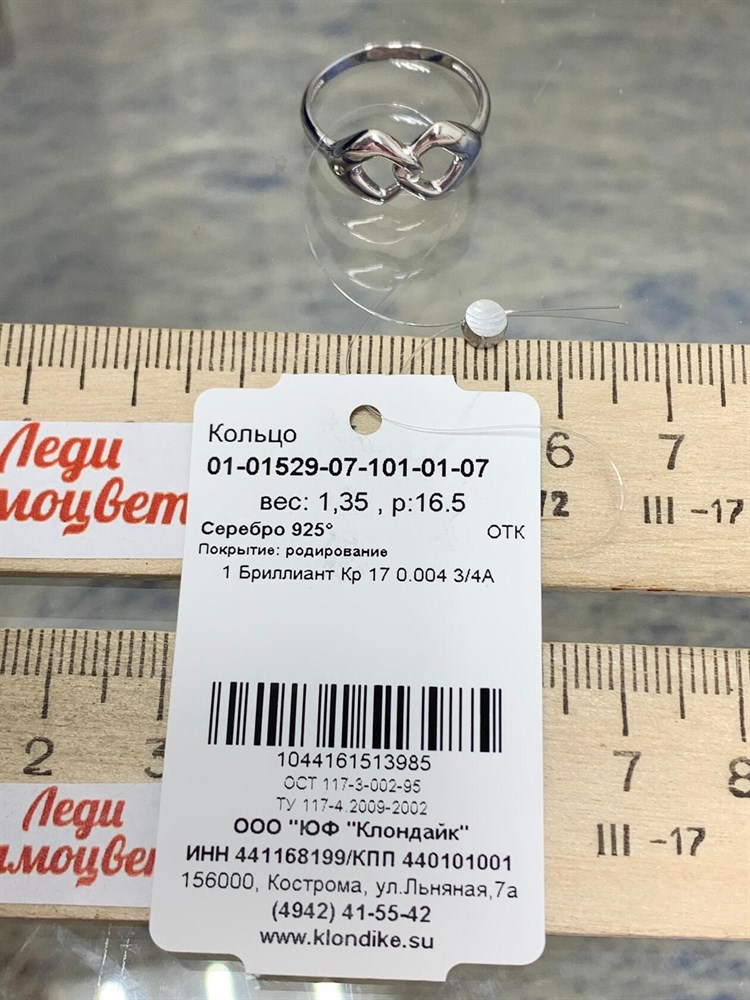 Кольцо
01-01529-07-101-01-07
вес: 1,35 , р:16.5
Серебро 925° ОТК
Покрытие: родирование
1 Бриллиант Кр 17 0.004 3/4А
1044161513985
ОСТ 117-3-002-95
ТУ 117-4.2009-2002
ООО "ЮФ "Клондайк"
ИНН 441168199/КПП 440101001
156000, Кострома, ул.Льняная,7а
(4942) 41-55-42
www.klondike.su
Леди
моцвет
6 7
/2 III -17
2 3 7 8
Леди
амоцвет
III -17